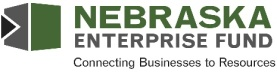 NEBRASKA
ENTERPRISE FUND
Connecting Businesses to Resources